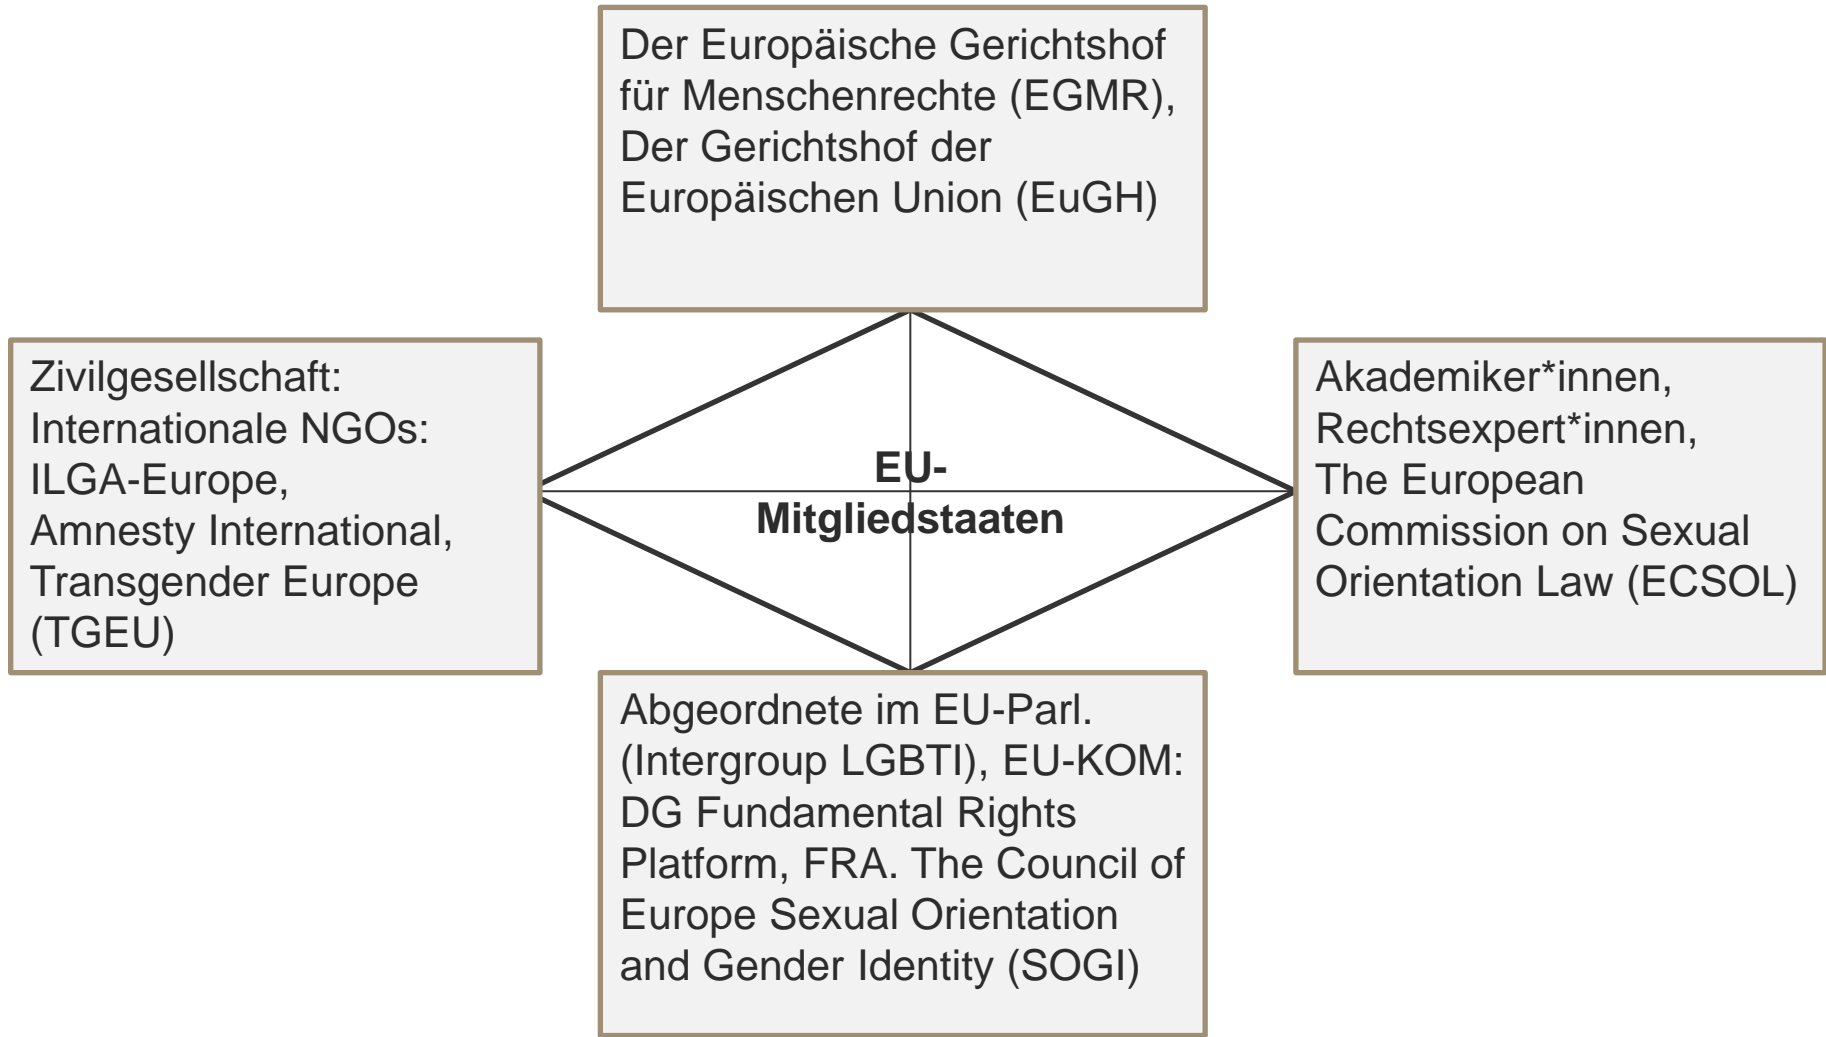 Der Europäische Gerichtshof
für Menschenrechte (EGMR),
Der Gerichtshof der
Europäischen Union (EuGH)
Zivilgesellschaft:
Internationale NGOs:
ILGA-Europe,
Amnesty International,
Transgender Europe
(TGEU)
EU-
Mitgliedstaaten
Akademiker*innen,
Rechtsexpert*innen,
The European
Commission on Sexual
Orientation Law (ECSOL)
Abgeordnete im EU-Parl.
(Intergroup LGBTI), EU-KOM:
DG Fundamental Rights
Platform, FRA. The Council of
Europe Sexual Orientation
and Gender Identity (SOGI)